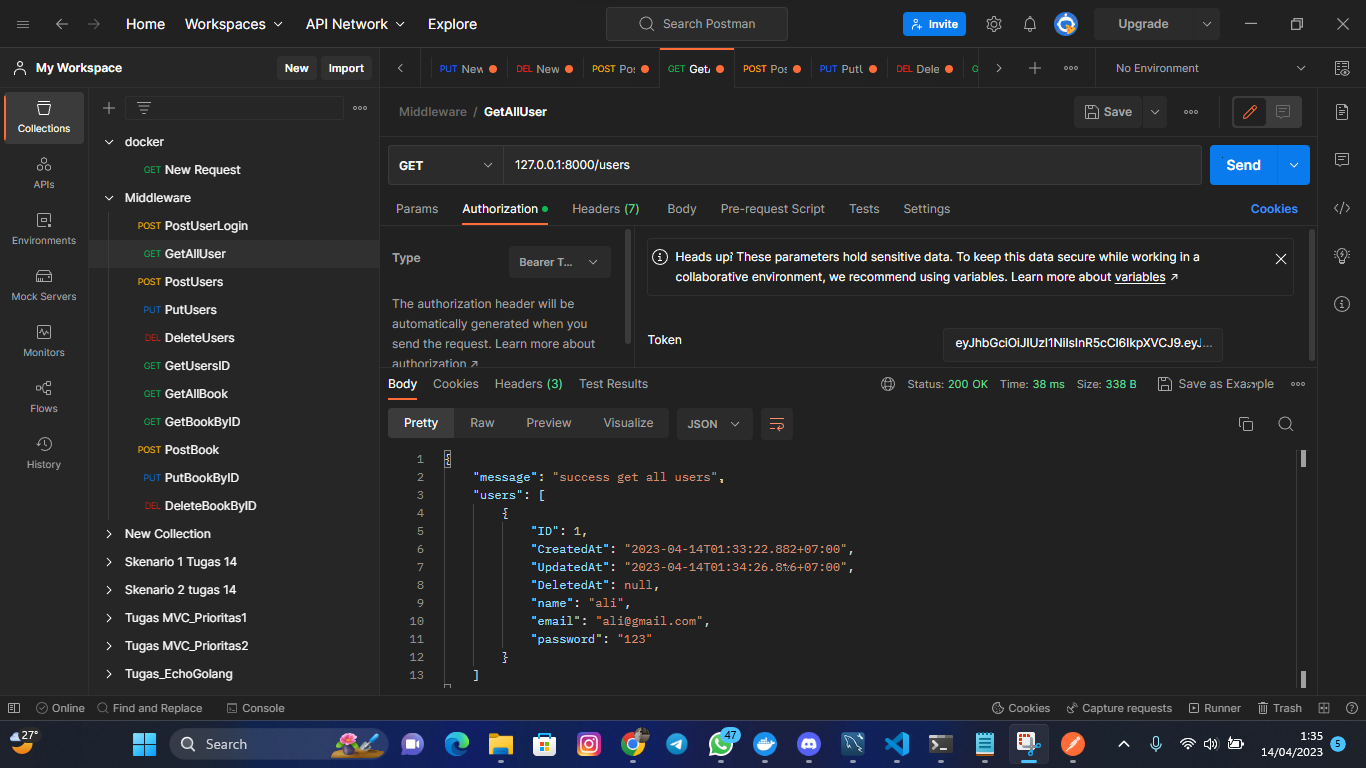 Home Workspaces API Network Explore Search Postman Invite Upgrade
My Workspace New Import PUT New DEL New POST Pos GET Get POST Pos PUT PutU DEL Dele G No Environment
Collections
APIs
Environments
Mock Servers
Monitors
Flows
History
docker
GET New Request
Middleware
POST PostUserLogin
GET GetAllUser
POST PostUsers
PUT PutUsers
DEL DeleteUsers
GET GetUsersID
GET GetAllBook
GET GetBookByID
POST PostBook
PUT PutBookByID
DEL DeleteBookByID
New Collection
Skenario 1 Tugas 14
Skenario 2 tugas 14
Tugas MVC_Prioritas1
Tugas MVC_Prioritas2
Tugas_EchoGolang
Middleware / GetAllUser Save
GET 127.0.0.1:8000/users Send
Params Authorization Headers (7) Body Pre-request Script Tests Settings Cookies
Type Bearer T...
The authorization header will be
automatically generated when you
send the request. Learn more about
authorization ↗
Heads up! These parameters hold sensitive data. To keep this data secure while working in a
collaborative environment, we recommend using variables. Learn more about variables ↗
Token eyJhbGciOiJIUzI1NiIsInR5cCI6IkpXVCJ9.eyJ...
Body Cookies Headers (3) Test Results Status: 200 OK Time: 38 ms Size: 338 B Save as Example
Pretty Raw Preview Visualize JSON
1 {
2 "message": "success get all users",
3 "users": [
4 {
5 "ID": 1,
6 "CreatedAt": "2023-04-14T01:33:22.882+07:00",
7 "UpdatedAt": "2023-04-14T01:34:26.816+07:00",
8 "DeletedAt": null,
9 "name": "ali",
10 "email": "ali@gmail.com",
11 "password": "123"
12 }
13 ]
Online Find and Replace Console Cookies Capture requests Runner Trash
27° Search 47 1:35
14/04/2023 5